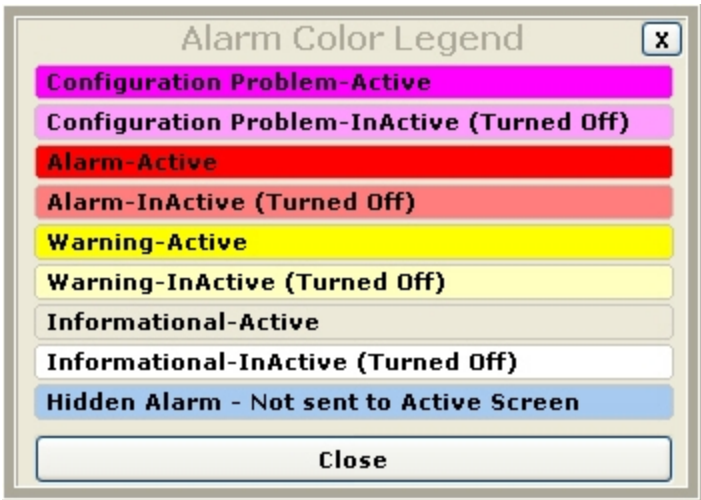 Alarm Color Legend
X
Configuration Problem-Active
Configuration Problem-InActive (Turned Off)
Alarm-Active
Alarm-InActive (Turned Off)
Warning-Active
Warning-InActive (Turned Off)
Informational-Active
Informational-InActive (Turned Off)
Hidden Alarm - Not sent to Active Screen
Close